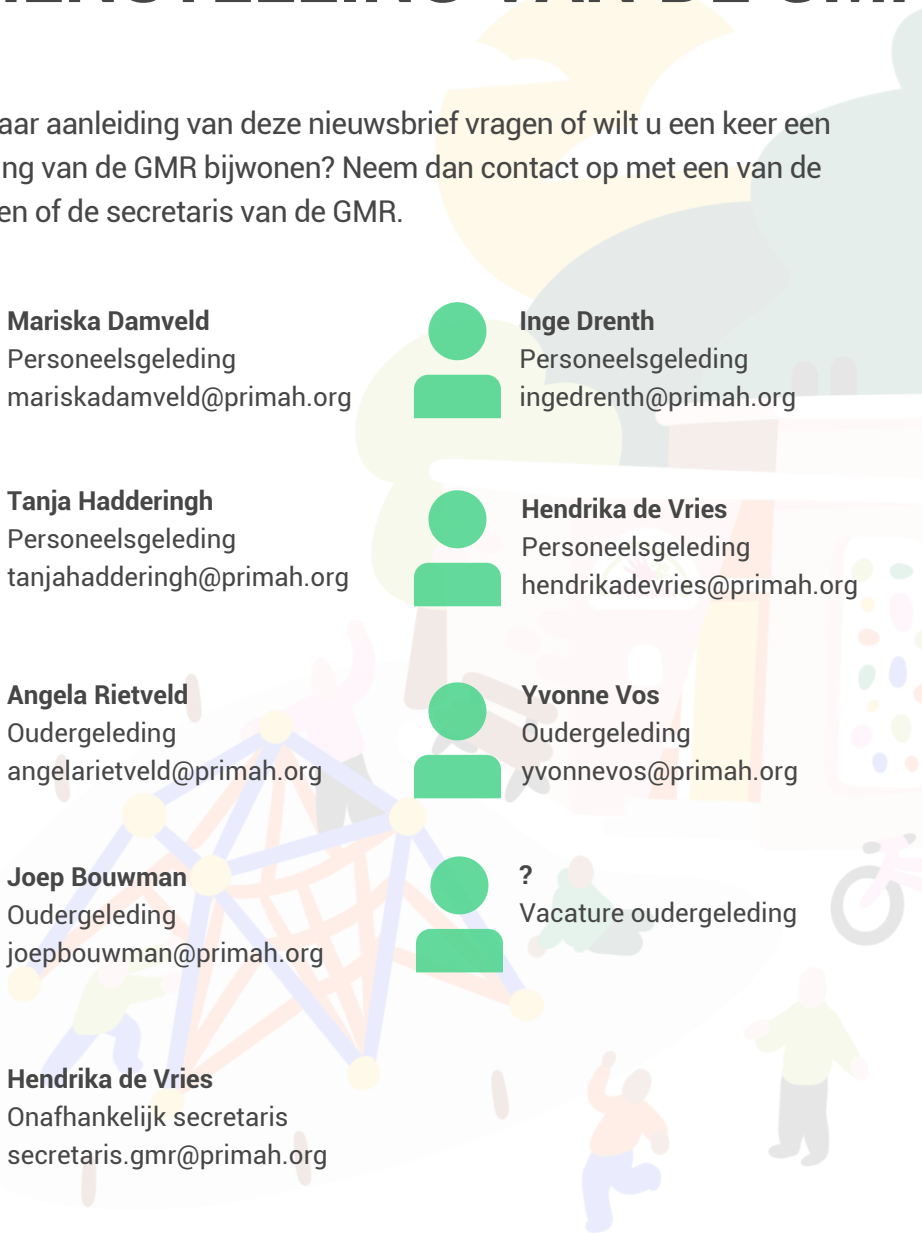 aar aanleiding van deze nieuwsbrief vragen of wilt u een keer een
ng van de GMR bijwonen? Neem dan contact op met een van de
en of de secretaris van de GMR.
Mariska Damveld
Personeelsgeleding
mariskadamveld@primah.org
Inge Drenth
Personeelsgeleding
ingedrenth@primah.org
Tanja Hadderingh
Personeelsgeleding
tanjahadderingh@primah.org
Hendrika de Vries
Personeelsgeleding
hendrikadevries@primah.org
Angela Rietveld
Oudergeleding
angelarietveld@primah.org
Yvonne Vos
Oudergeleding
yvonnevos@primah.org
Joep Bouwman
Oudergeleding
joepbouwman@primah.org
?
Vacature oudergeleding
Hendrika de Vries
Onafhankelijk secretaris
secretaris.gmr@primah.org